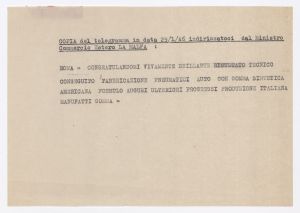 COPIA del telegramma in data 29/1/46 indirizzatoci dal Ministro
Commercio Estero LA MALFA :
ROMA = CONGRATULANDOMI VIVAMENTE BRILLANTE RISULTATO TECNICO
CONSEGUITO FABBRICAZIONE PNEUMATICI AUTO CON GOMMA SINTETICA
AMERICANA FORMULO AUGURI ULTERIORI PROGRESSI PRODUZIONE ITALIANA
MANUFATTI GOMMA =